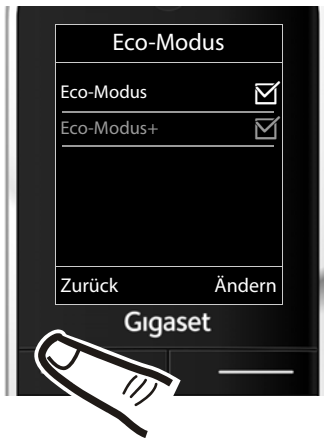 Eco-Modus
Eco-Modus
Eco-Modus+
Zurück Ändern
Gigaset